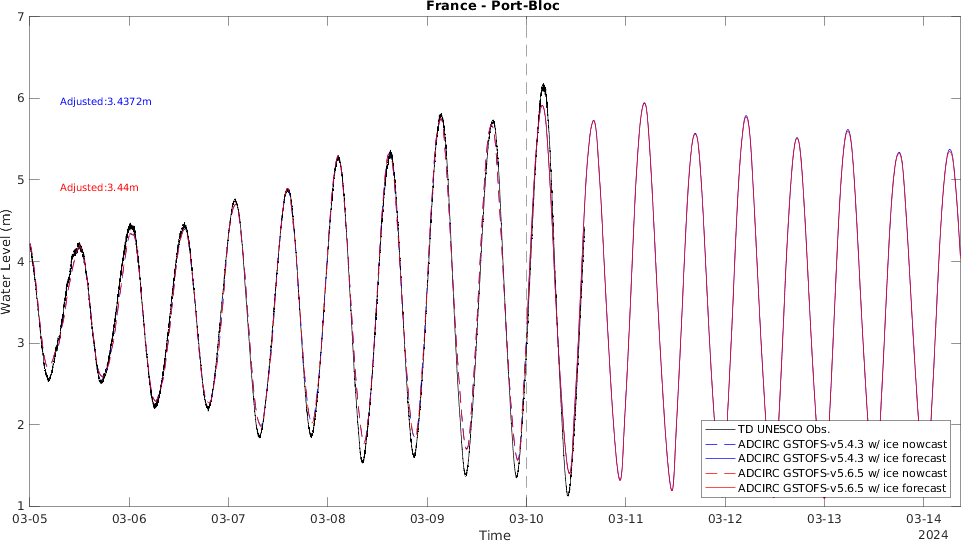 France - Port-Bloc
7
6
5
4
3
2
1
Water Level (m)
Adjusted:3.4372m
Adjusted:3.44m
TD UNESCO Obs.
ADCIRC GSTOFS-v5.4.3 w/ ice nowcast
ADCIRC GSTOFS-v5.4.3 w/ ice forecast
ADCIRC GSTOFS-v5.6.5 w/ ice nowcast
ADCIRC GSTOFS-v5.6.5 w/ ice forecast
03-05 03-06 03-07 03-08 03-09 03-10 03-11 03-12 03-13 03-14
Time
2024